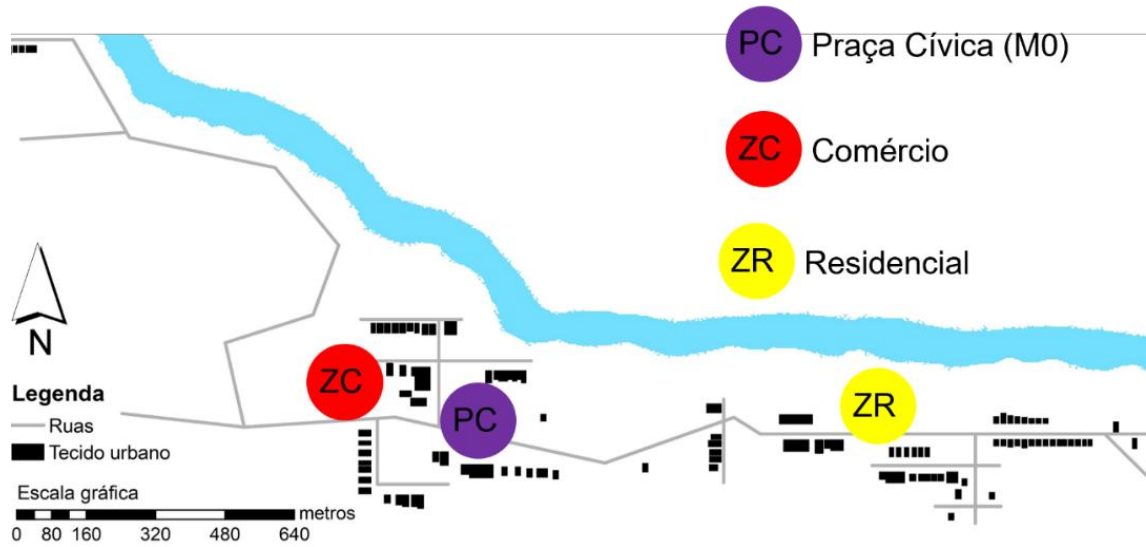 PC Praça Cívica (M0)
ZC Comércio
ZR Residencial
N
ZC
PC
ZR
Legenda
Ruas
Tecido urbano
Escala gráfica
metros
0 80 160 320 480 640